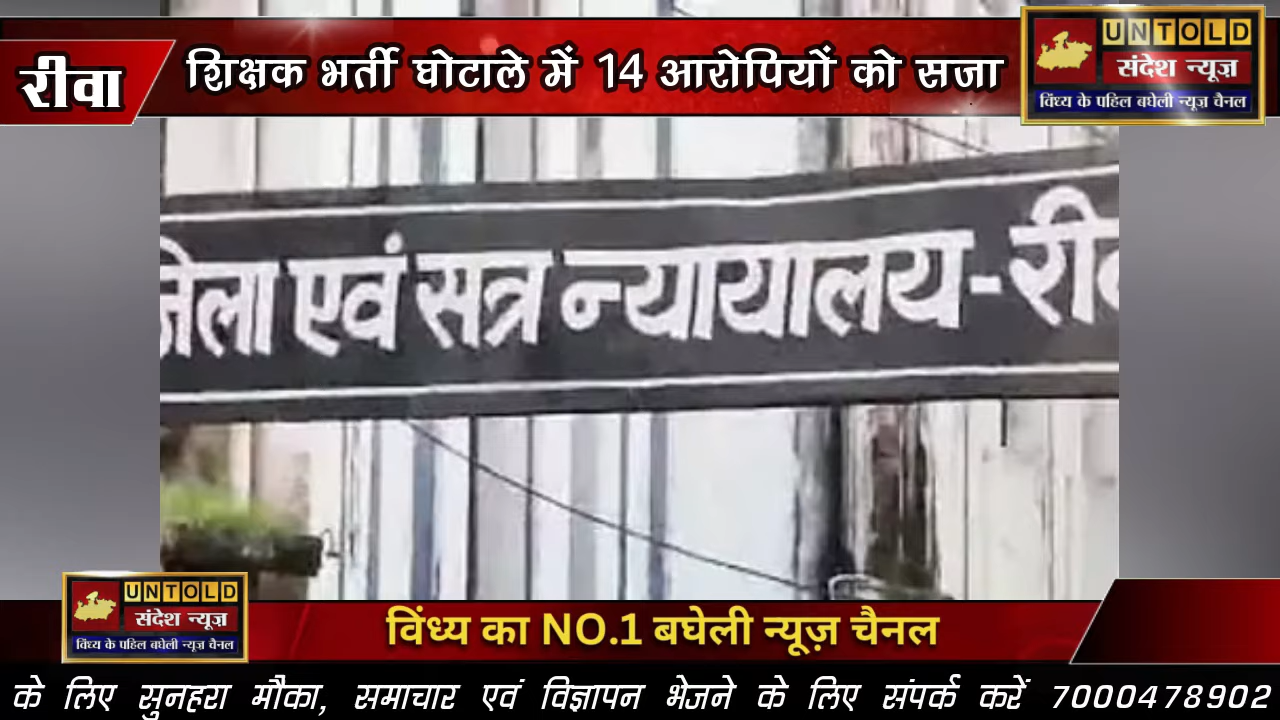 रीवा
शिक्षक भर्ती घोटाले में 14 आरोपियों को सजा
UNTOLD
संदेश न्यूज़
विंध्य के पहिल बघेली न्यूज़ चैनल
जिला एवं सत्र न्यायालय-री
UNTOLD
संदेश न्यूज़
विंध्य के पहिल बघेली न्यूज़ चैनल
विंध्य का NO.1 बघेली न्यूज़ चैनल
के लिए सुनहरा मौका, समाचार एवं विज्ञापन भेजने के लिए संपर्क करें 7000478902